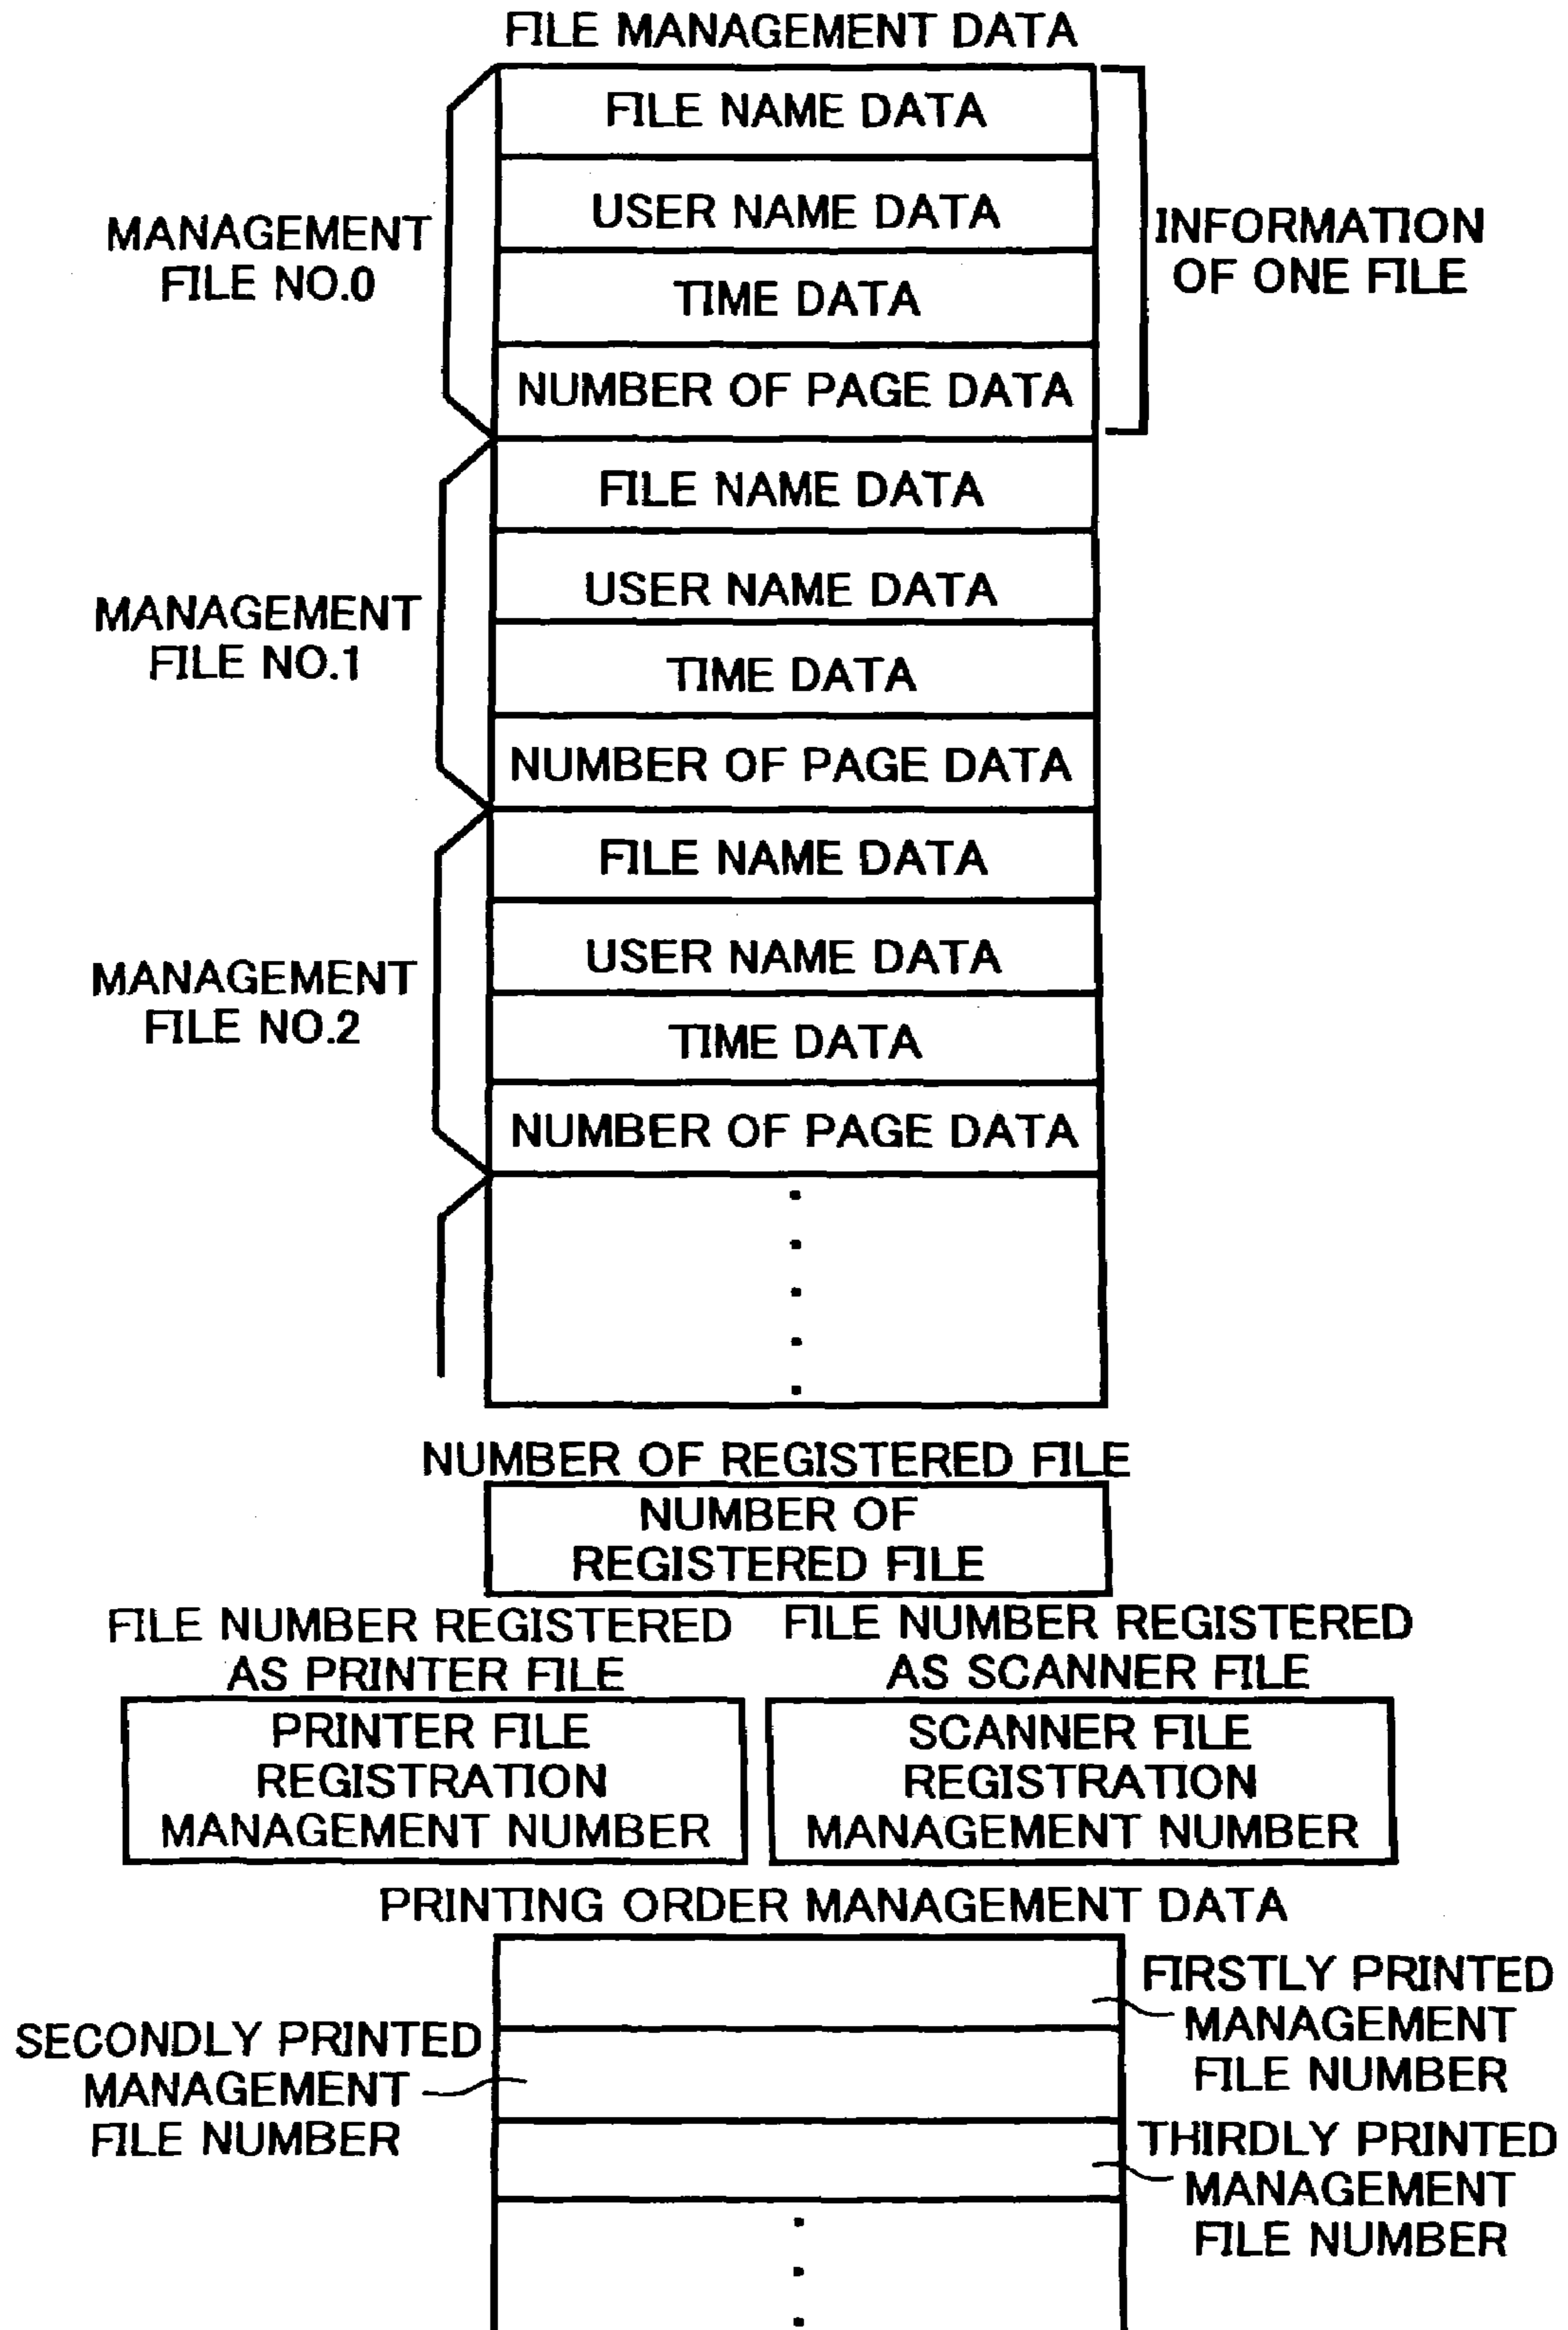 FILE MANAGEMENT DATA
FILE NAME DATA
USER NAME DATA
MANAGEMENT
FILE NO.0
INFORMATION
OF ONE FILE
TIME DATA
NUMBER OF PAGE DATA
FILE NAME DATA
USER NAME DATA
MANAGEMENT
FILE NO.1
TIME DATA
NUMBER OF PAGE DATA
FILE NAME DATA
USER NAME DATA
MANAGEMENT
FILE NO.2
TIME DATA
NUMBER OF PAGE DATA
NUMBER OF REGISTERED FILE
NUMBER OF
REGISTERED FILE
FILE NUMBER REGISTERED
AS PRINTER FILE
FILE NUMBER REGISTERED
AS SCANNER FILE
PRINTER FILE
REGISTRATION
MANAGEMENT NUMBER
SCANNER FILE
REGISTRATION
MANAGEMENT NUMBER
PRINTING ORDER MANAGEMENT DATA
FIRSTLY PRINTED
MANAGEMENT
FILE NUMBER
SECONDLY PRINTED
MANAGEMENT
FILE NUMBER
THIRDLY PRINTED
MANAGEMENT
FILE NUMBER